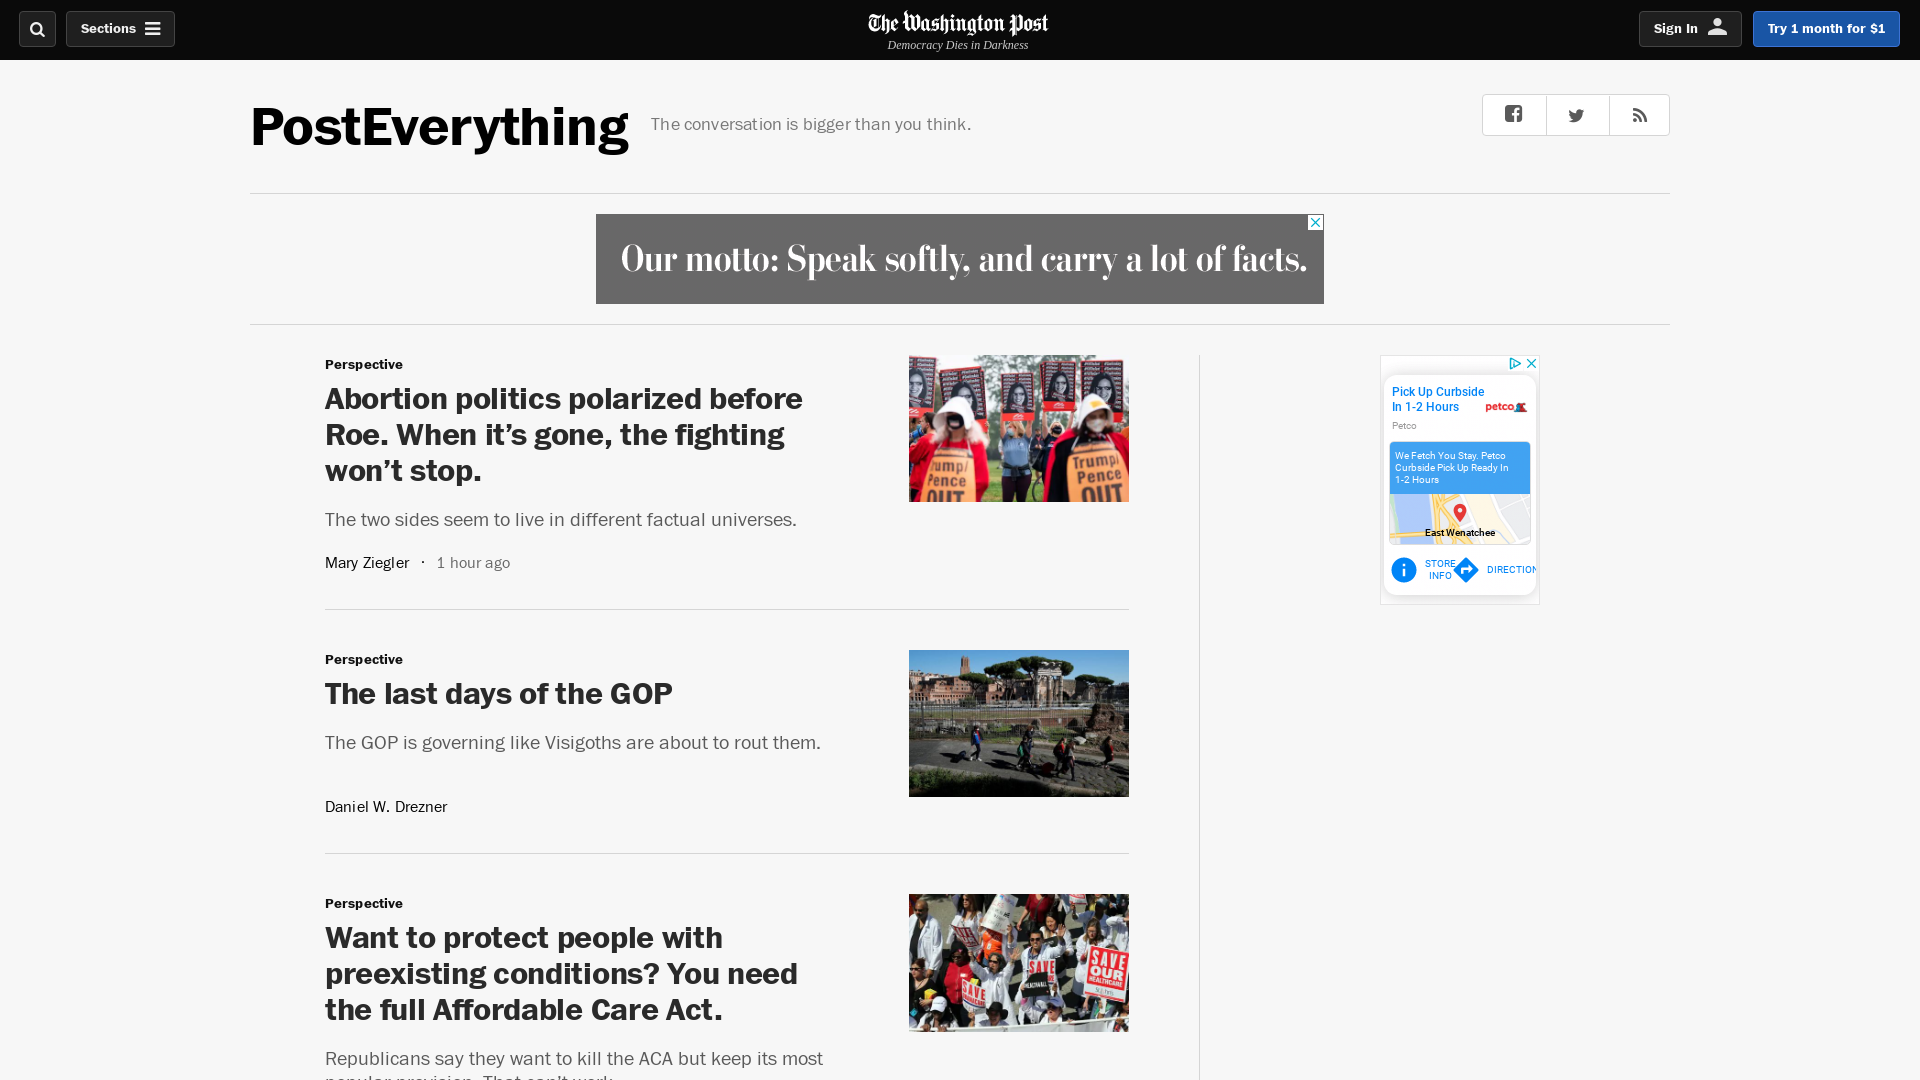 Sections
The Washington Post
Democracy Dies in Darkness
Sign In
Try 1 month for $1
PostEverything
The conversation is bigger than you think.
Our motto: Speak softly, and carry a lot of facts.
Perspective
Abortion politics polarized before
Roe. When it’s gone, the fighting
won’t stop.
The two sides seem to live in different factual universes.
Mary Ziegler · 1 hour ago
Trump/
Pence
OUT
Trump/
Pence
OUT
Pick Up Curbside
In 1-2 Hours
petco
Petco
We Fetch You Stay. Petco
Curbside Pick Up Ready In
1-2 Hours
East Wenatchee
STORE
INFO
DIRECTION
Perspective
The last days of the GOP
The GOP is governing like Visigoths are about to rout them.
Daniel W. Drezner
Perspective
Want to protect people with
preexisting conditions? You need
the full Affordable Care Act.
SAVE
SAVE
SAVE
OUR
HEALTHCARE
Republicans say they want to kill the ACA but keep its most
popular provision. That can’t work.